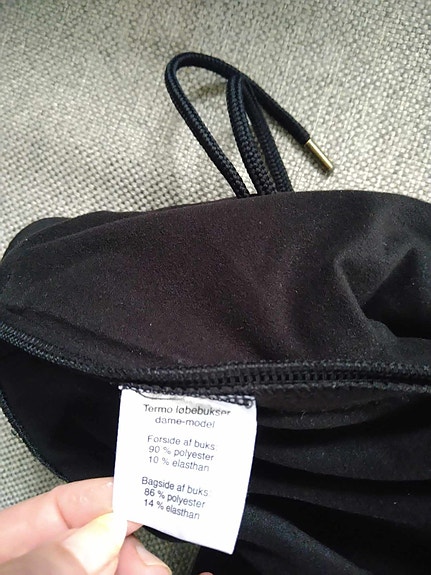 Termo løbebukser
dame-model
Forside af buks:
90 % polyester
10 % elasthan
Bagside af buks:
86 % polyester
14 % elasthan